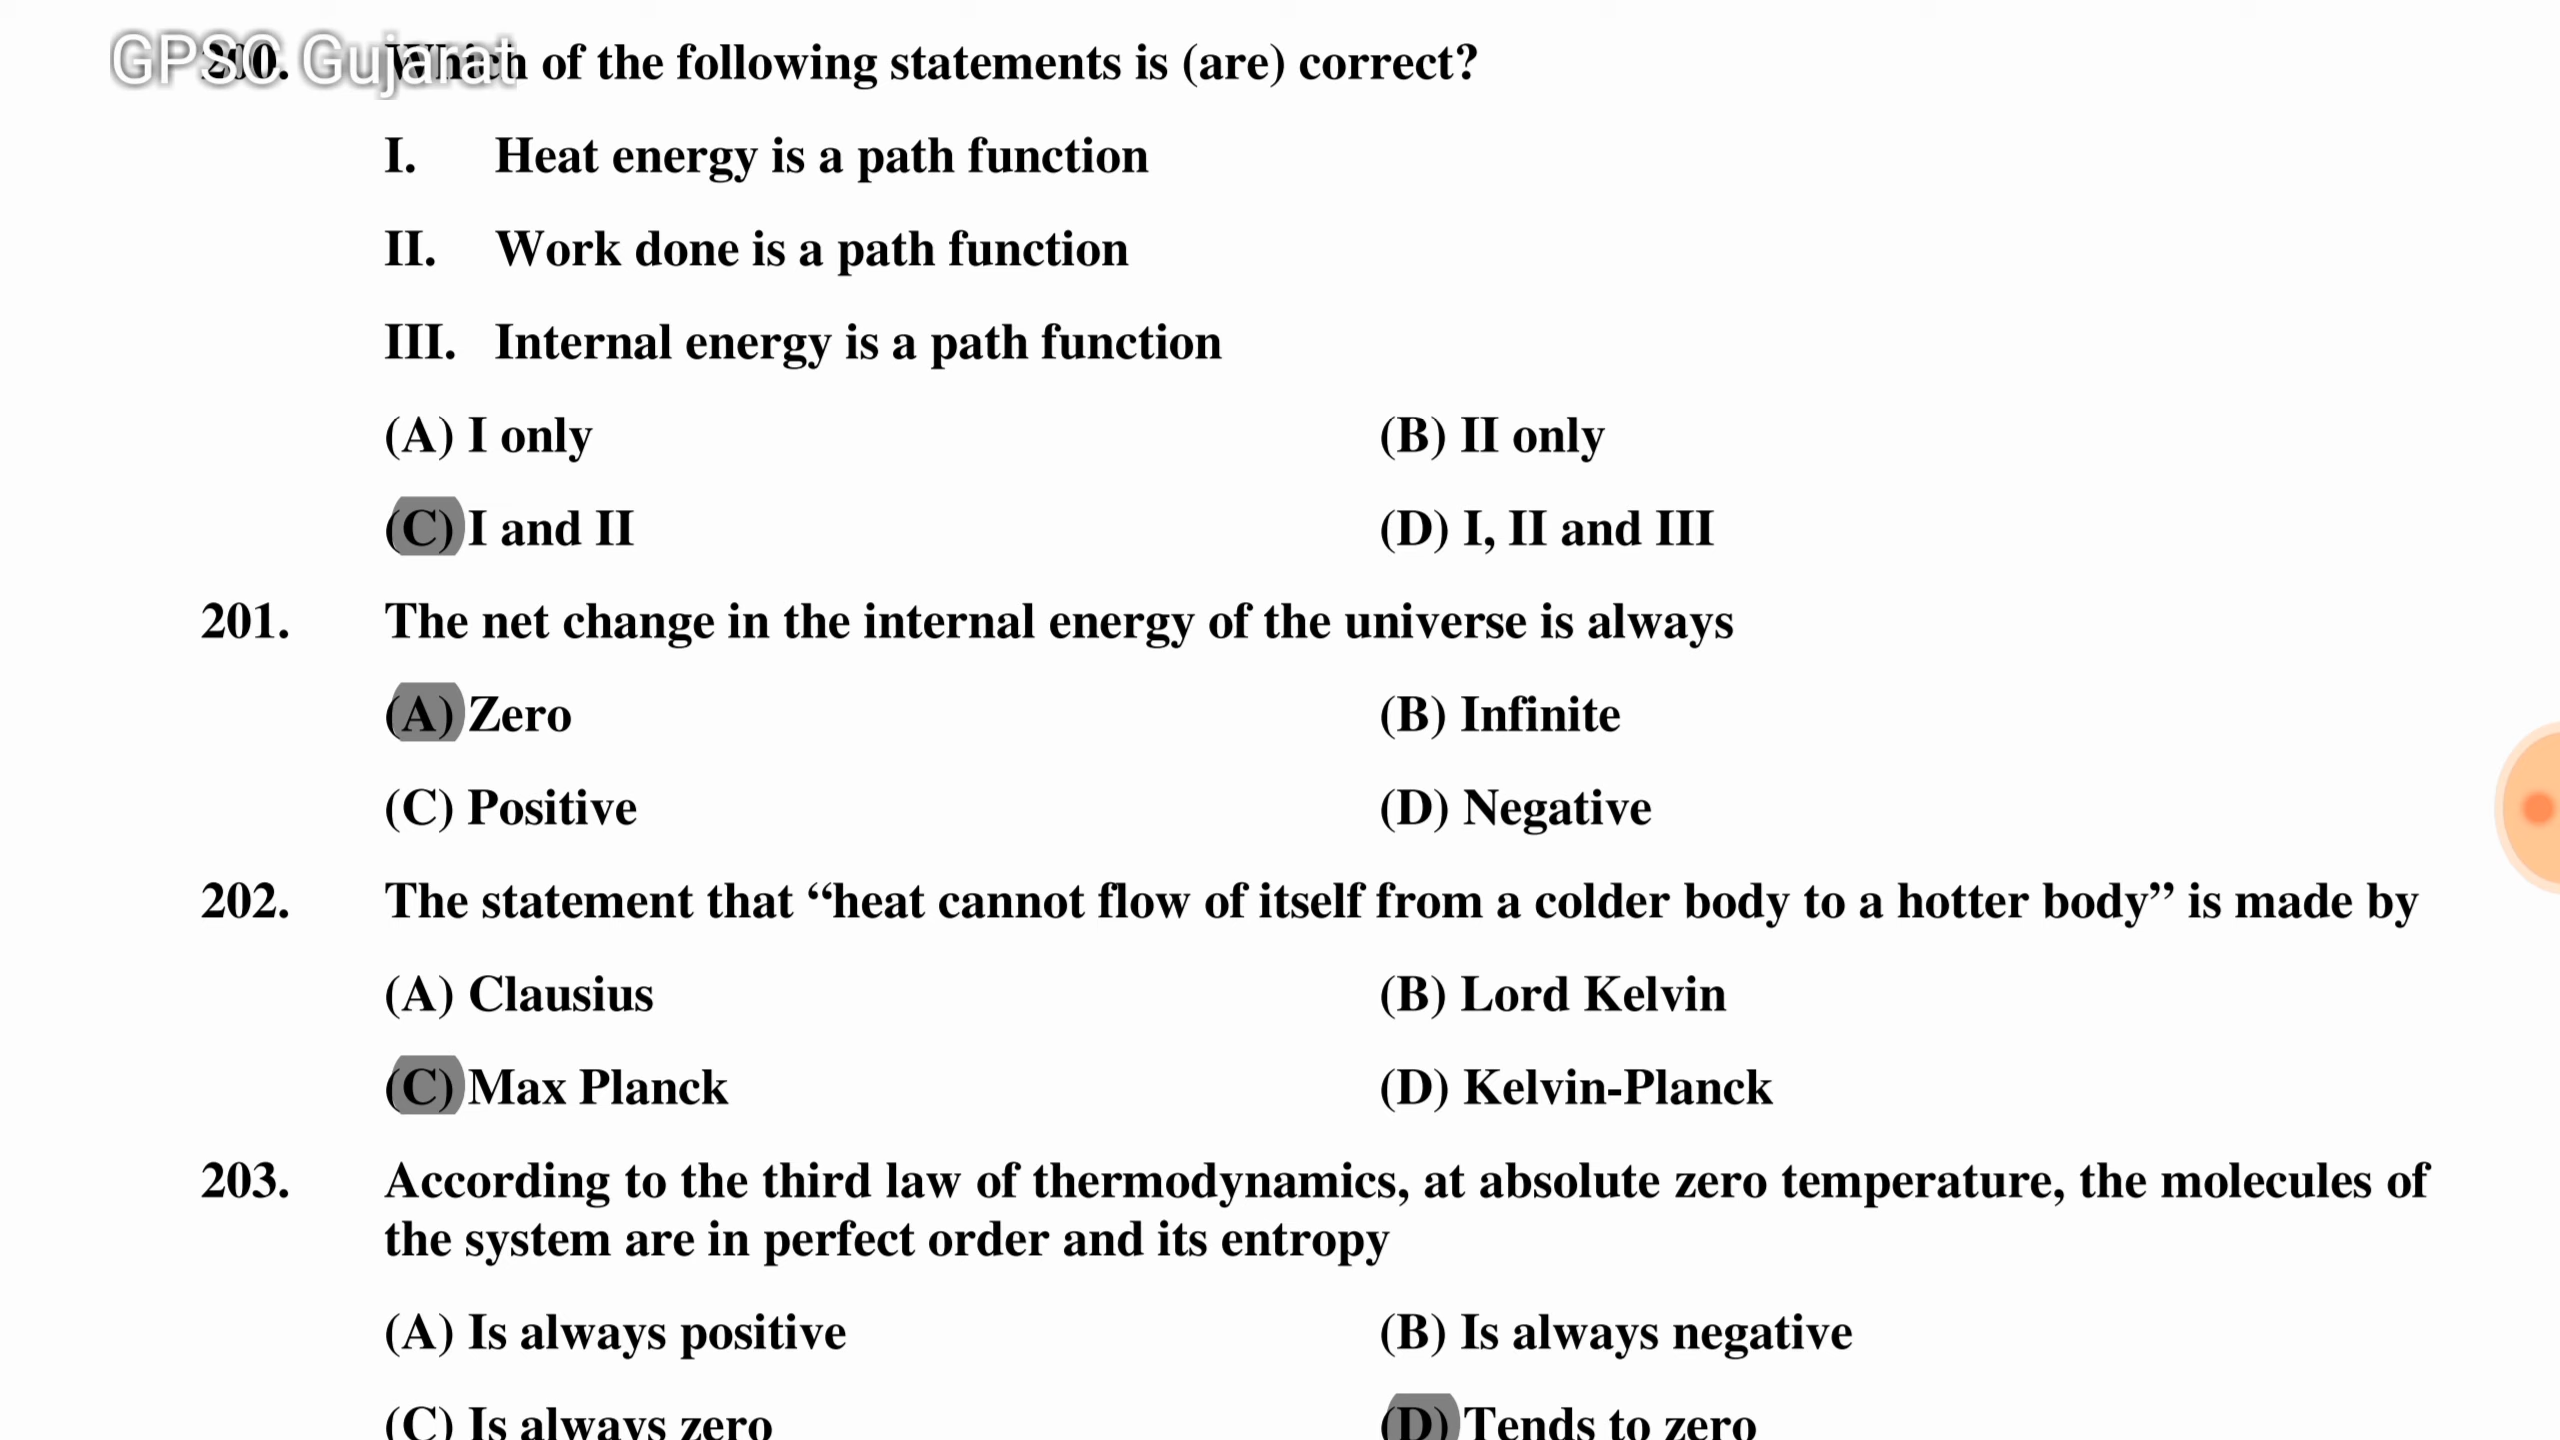 GPSC Gujarat
200. Which of the following statements is (are) correct?
I. Heat energy is a path function
II. Work done is a path function
III. Internal energy is a path function
(A) I only (B) II only
(C) I and II (D) I, II and III
201. The net change in the internal energy of the universe is always
(A) Zero (B) Infinite
(C) Positive (D) Negative
202. The statement that “heat cannot flow of itself from a colder body to a hotter body” is made by
(A) Clausius (B) Lord Kelvin
(C) Max Planck (D) Kelvin-Planck
203. According to the third law of thermodynamics, at absolute zero temperature, the molecules of
the system are in perfect order and its entropy
(A) Is always positive (B) Is always negative
(C) Is always zero (D) Tends to zero